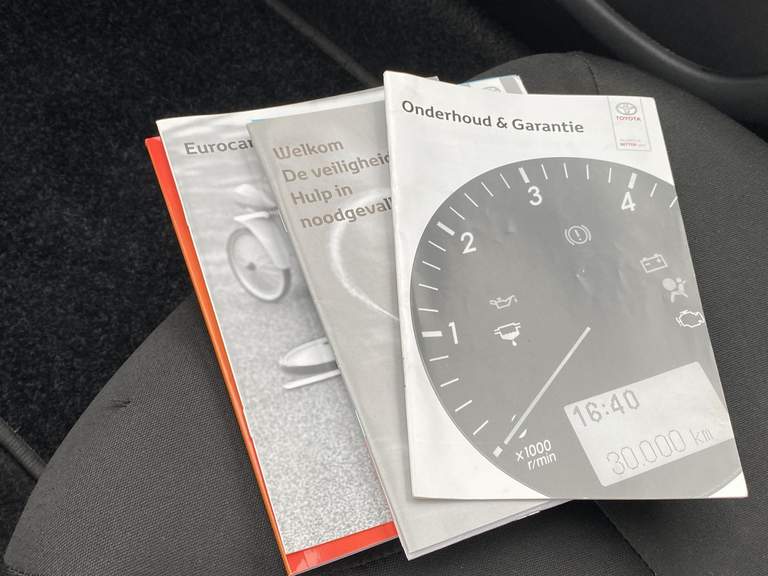 Onderhoud & Garantie
TOYOTA
Eurocar
Welkom
De veiligheid
Hulp in
noodgevall
1
2
3
4
x1000
r/min
16:40
30.000 km